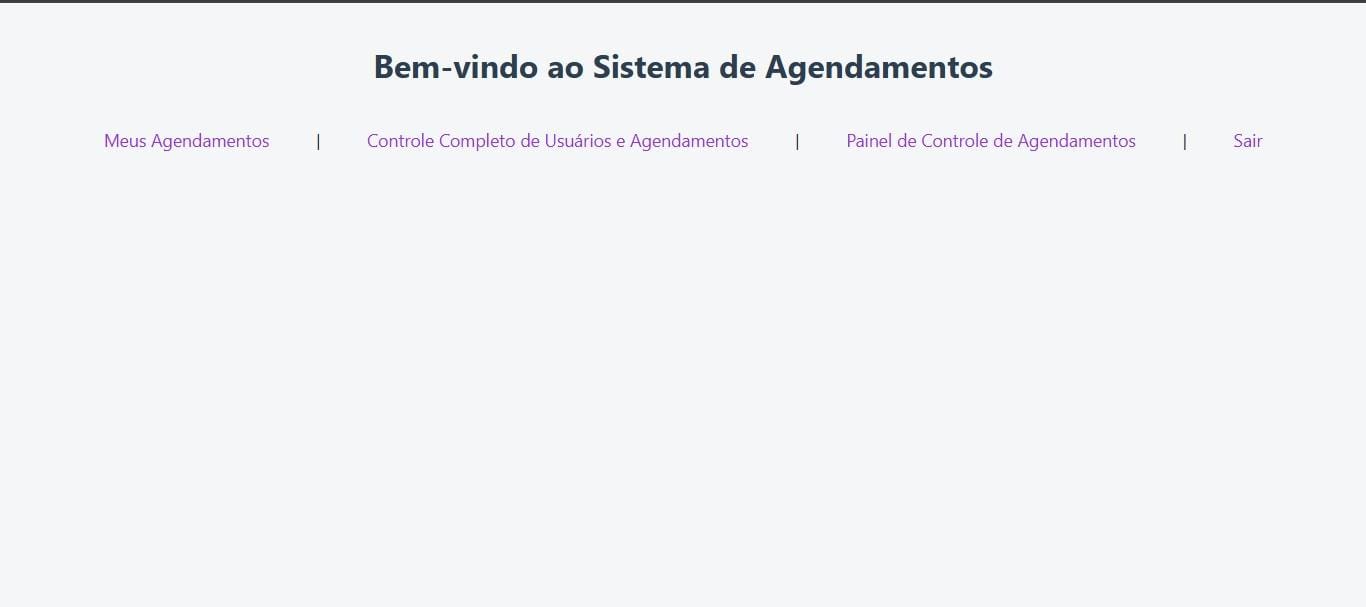 Bem-vindo ao Sistema de Agendamentos
Meus Agendamentos | Controle Completo de Usuários e Agendamentos | Painel de Controle de Agendamentos | Sair